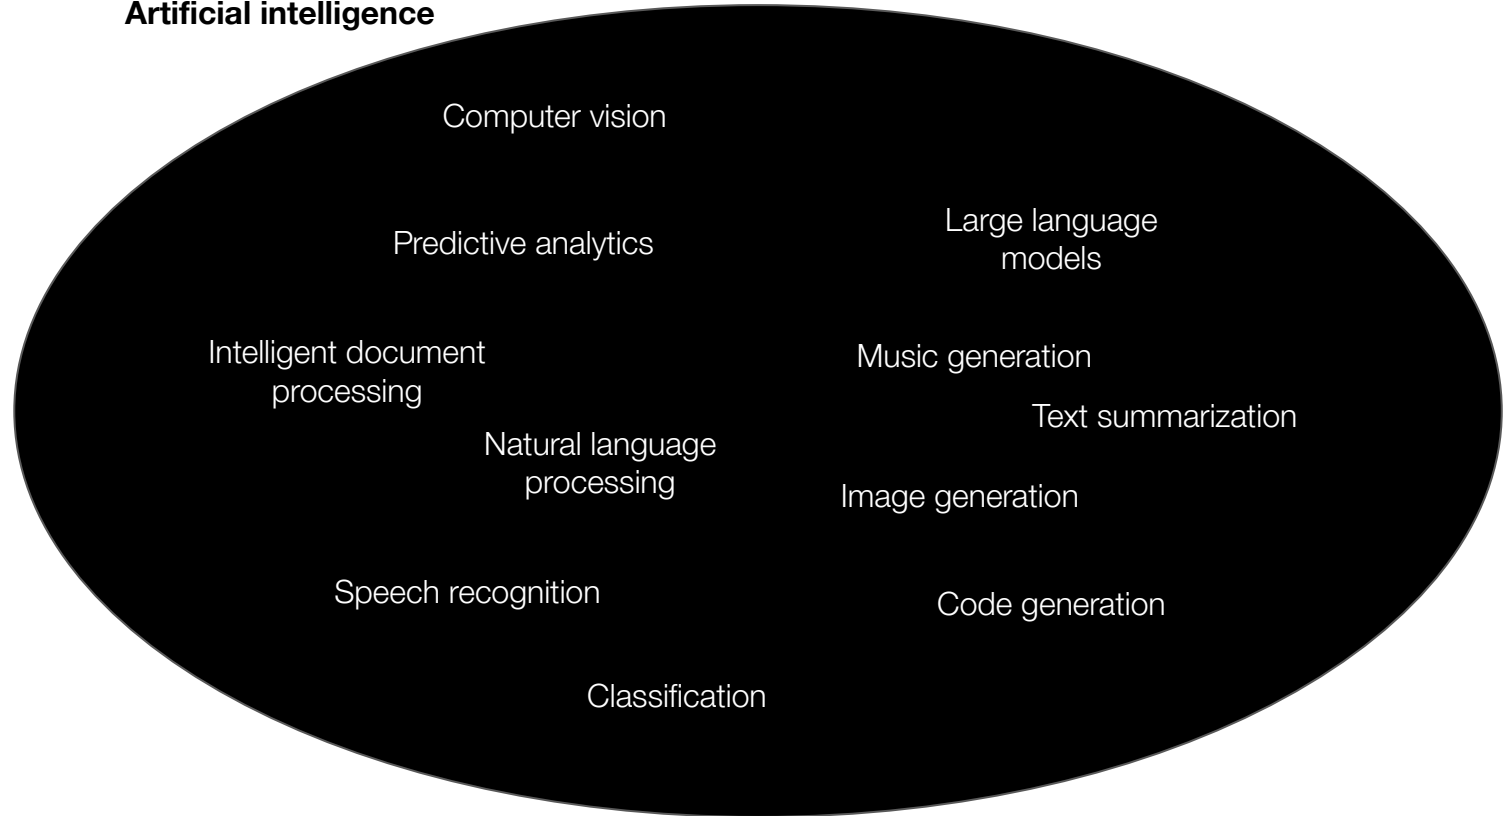 Artificial intelligence
Computer vision
Predictive analytics
Large language
models
Intelligent document
processing
Music generation
Text summarization
Natural language
processing
Image generation
Speech recognition
Code generation
Classification